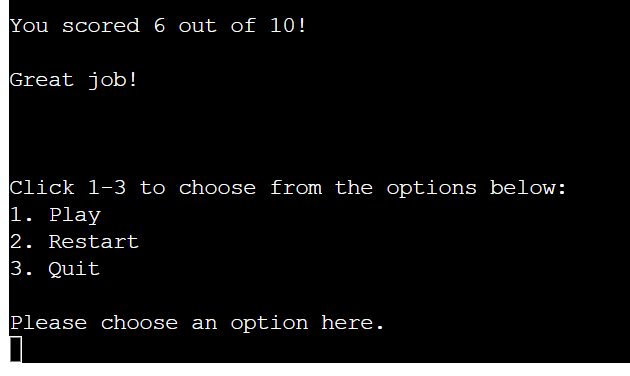 You scored 6 out of 10!
Great job!
Click 1-3 to choose from the options below:
1. Play
2. Restart
3. Quit
Please choose an option here.